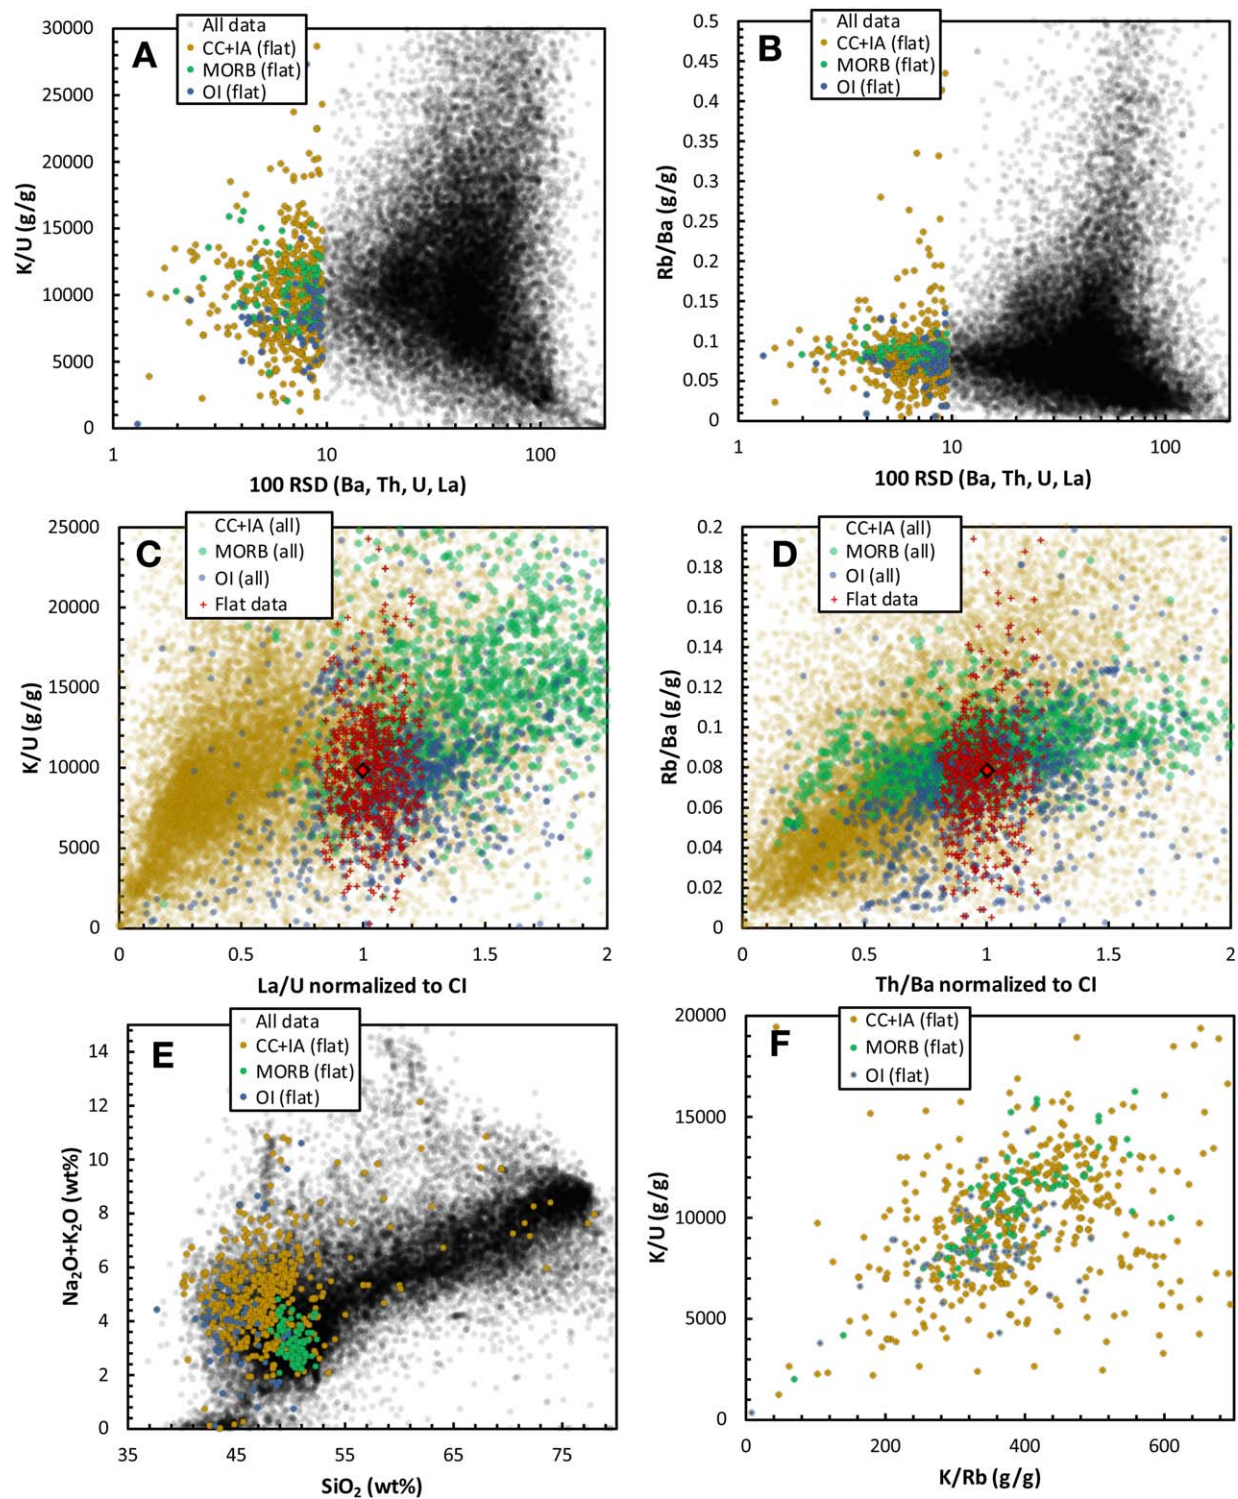 A
All data
CC+IA (flat)
MORB (flat)
OI (flat)
30000
25000
20000
15000
10000
5000
0
K/U (g/g)
1
10
100
100 RSD (Ba, Th, U, La)
B
All data
CC+IA (flat)
MORB (flat)
OI (flat)
0.5
0.45
0.4
0.35
0.3
0.25
0.2
0.15
0.1
0.05
0
Rb/Ba (g/g)
1
10
100
100 RSD (Ba, Th, U, La)
C
CC+IA (all)
MORB (all)
OI (all)
Flat data
25000
20000
15000
10000
5000
0
K/U (g/g)
0
0.5
1
1.5
2
La/U normalized to CI
D
CC+IA (all)
MORB (all)
OI (all)
Flat data
0.2
0.18
0.16
0.14
0.12
0.1
0.08
0.06
0.04
0.02
0
Rb/Ba (g/g)
0
0.5
1
1.5
2
Th/Ba normalized to CI
E
All data
CC+IA (flat)
MORB (flat)
OI (flat)
14
12
10
8
6
4
2
0
Na₂O+K₂O (wt%)
35
45
55
65
75
SiO₂ (wt%)
F
CC+IA (flat)
MORB (flat)
OI (flat)
20000
15000
10000
5000
0
K/U (g/g)
0
200
400
600
K/Rb (g/g)